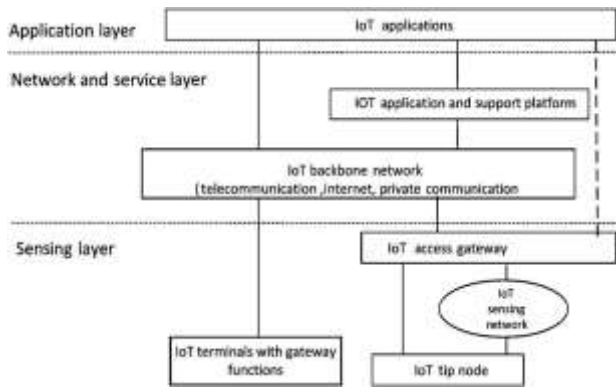 Application layer
IoT applications
Network and service layer
IOT application and support platform
IoT backbone network
( telecommunication ,internet, private communication
Sensing layer
IoT access gateway
IoT
sensing
network
IoT terminals with gateway
functions
IoT tip node